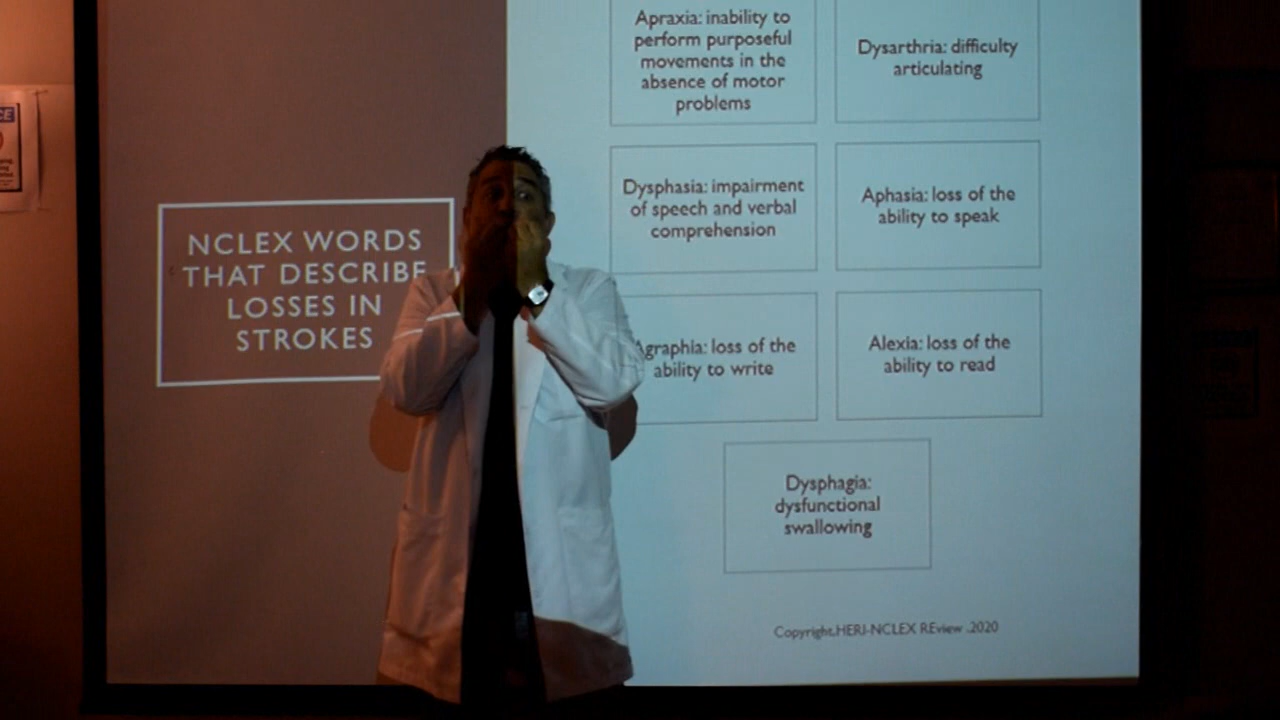 NCLEX WORDS
THAT DESCRIBE
LOSSES IN
STROKES
Apraxia: inability to
perform purposeful
movements in the
absence of motor
problems
Dysarthria: difficulty
articulating
Dysphasia: impairment
of speech and verbal
comprehension
Aphasia: loss of the
ability to speak
Agraphia: loss of the
ability to write
Alexia: loss of the
ability to read
Dysphagia:
dysfunctional
swallowing
Copyright.HERJ-NCLEX REview .2020